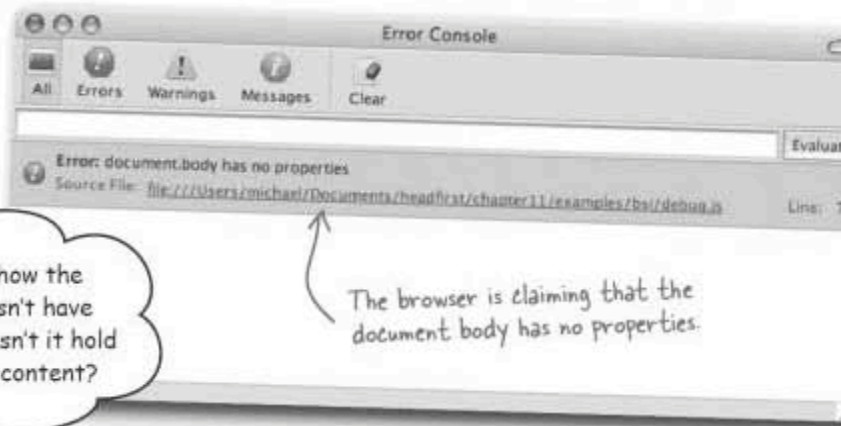 Error Console
All Errors Warnings Messages Clear
Error: document.body has no properties
Source File: file:///Users/michael/Documents/headfirst/chapter11/examples/bsi/debug.js Line:
how the
sn't have
sn't it hold
content?
The browser is claiming that the
document body has no properties.